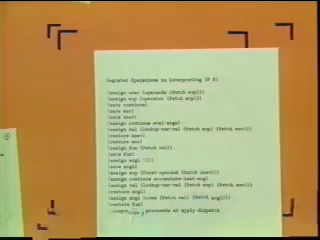 Register Operations in Interpreting (F X)
(assign unev (operands (fetch exp)))
(assign exp (operator (fetch exp)))
(save continue)
(save env)
(save unev)
(assign continue eval-args)
(assign val (lookup-var-val (fetch exp) (fetch env)))
(restore unev)
(restore env)
(assign fun (fetch val))
(save fun)
(assign argl '())
(save argl)
(assign exp (first-operand (fetch unev)))
(assign continue accumulate-last-arg)
(assign val (lookup-var-val (fetch exp) (fetch env)))
(restore argl)
(assign argl (cons (fetch val) (fetch argl)))
(restore fun)
proceeds at apply-dispatch